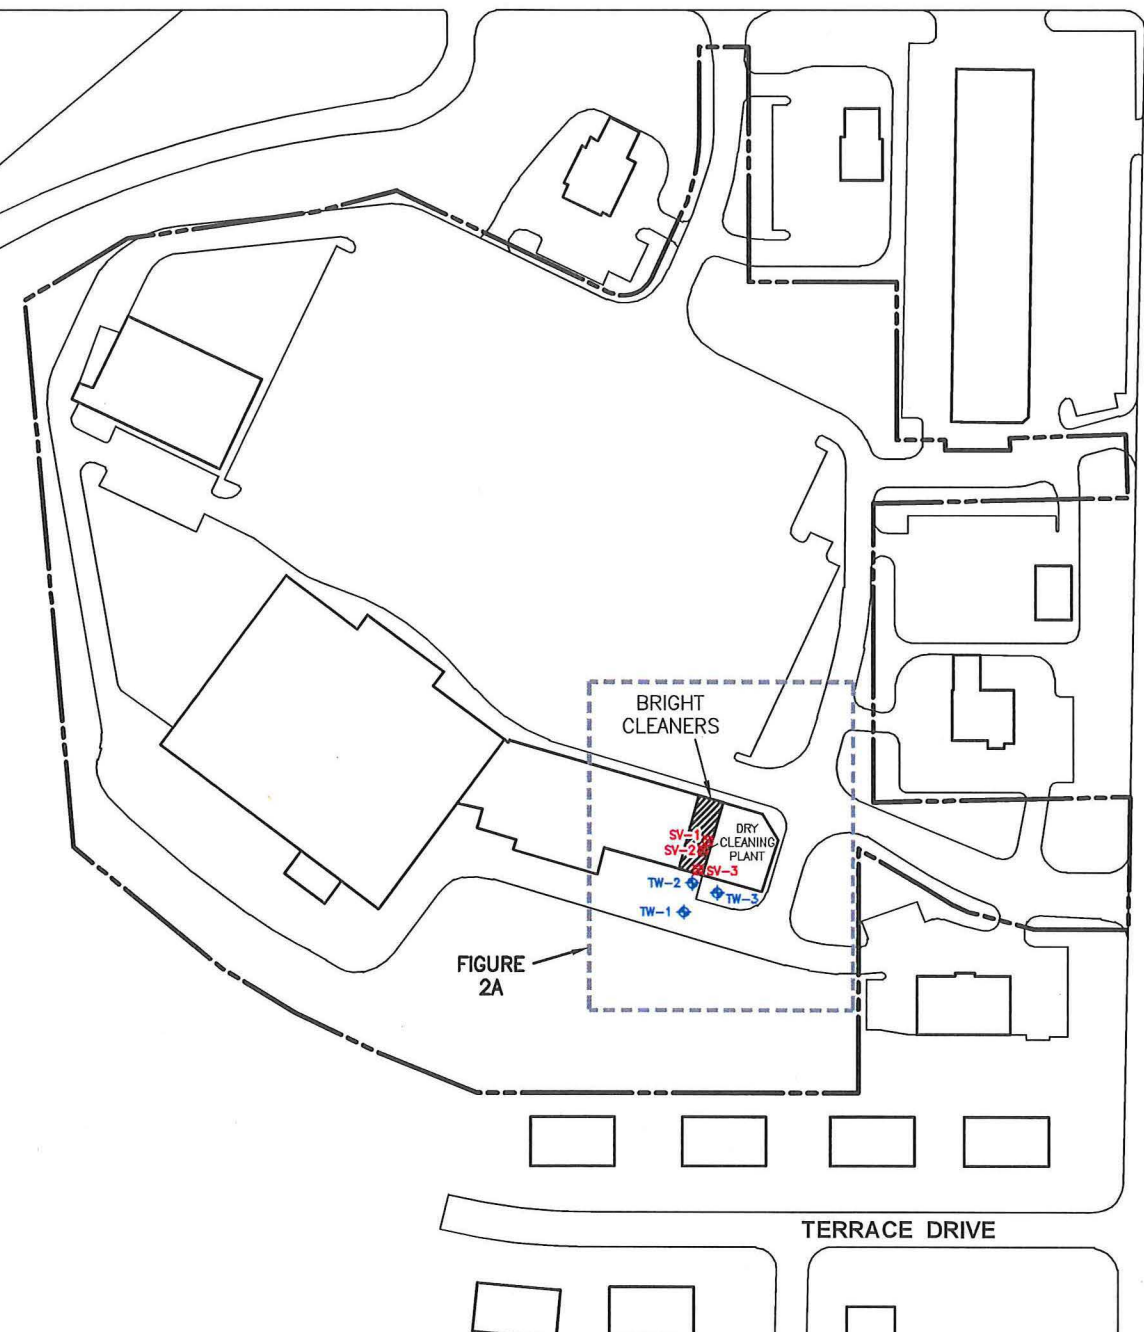 BRIGHT
CLEANERS
SV-1
DRY
CLEANING
PLANT
SV-2
SV-3
TW-2
TW-3
TW-1
FIGURE
2A
TERRACE DRIVE